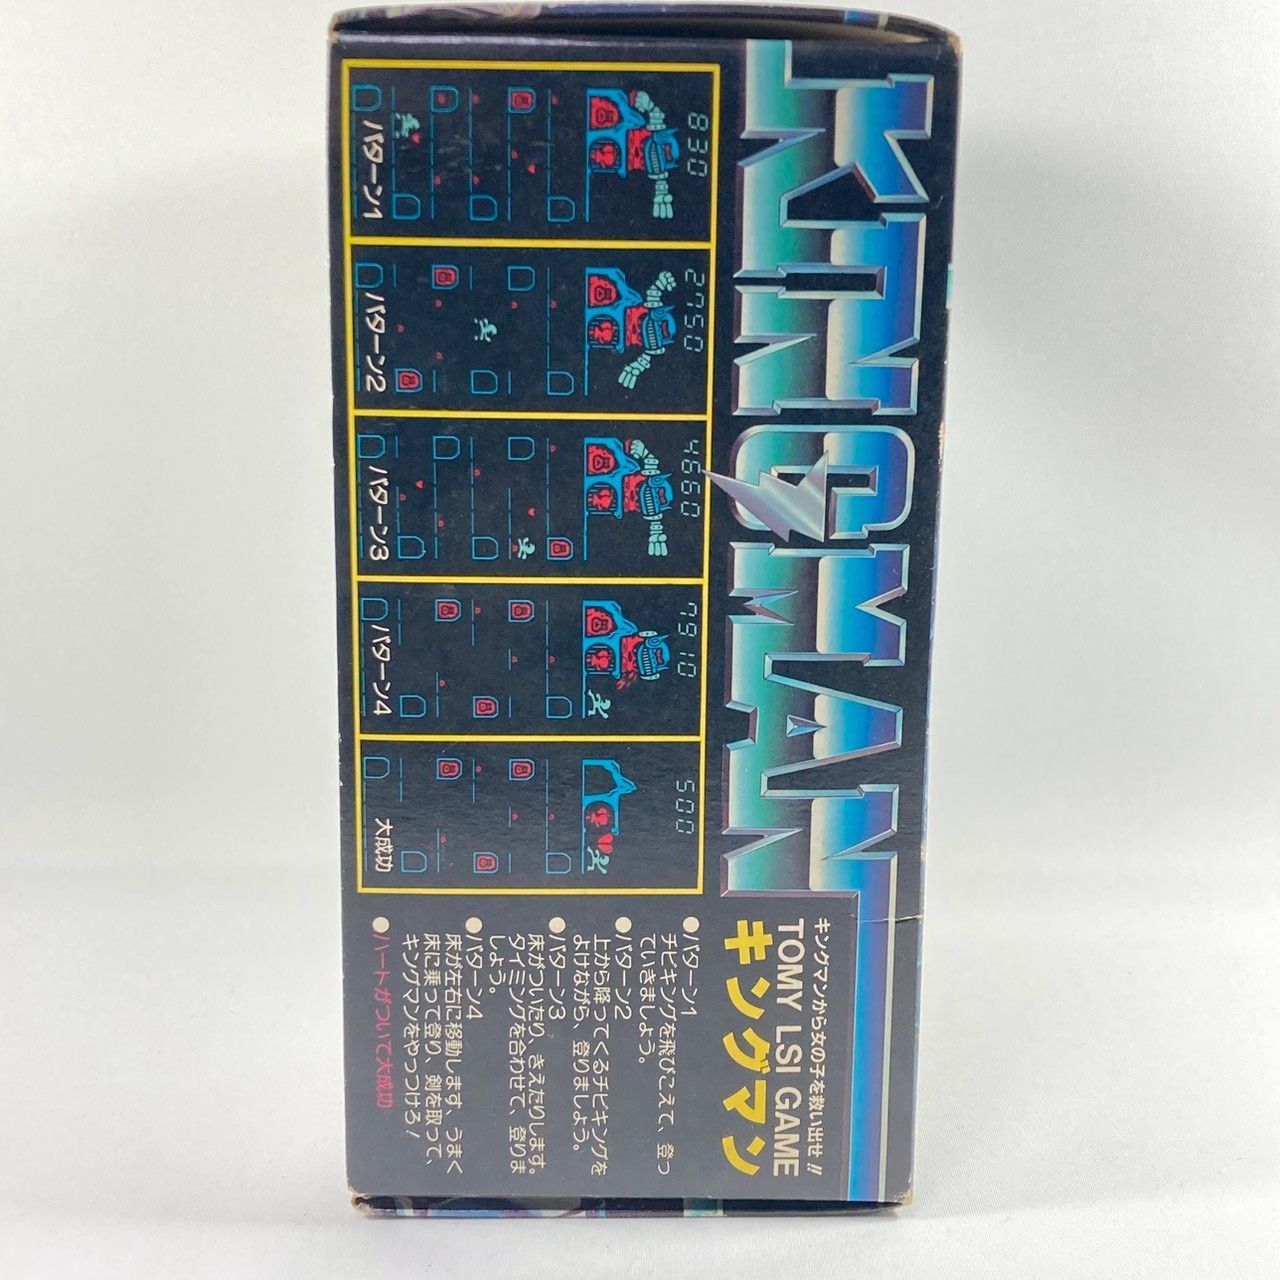 KINGMAN
830
パターン1
2750
パターン2
4660
パターン3
7910
パターン4
500
大成功
キングマンから女の子を救い出せ!!
TOMY LSI GAME
キングマン
●パターン1
チビキングを飛びこえて、登っ
ていきましょう。
●パターン2
上から降ってくるチビキングを
よけながら、登りましょう。
●パターン3
床がついたり、きえたりします。
タイミングを合わせて、登りま
しょう。
●パターン4
床が左右に移動します、うまく
床に乗って登り、剣を取って、
キングマンをやっつけろ!
●ハートがついて大成功